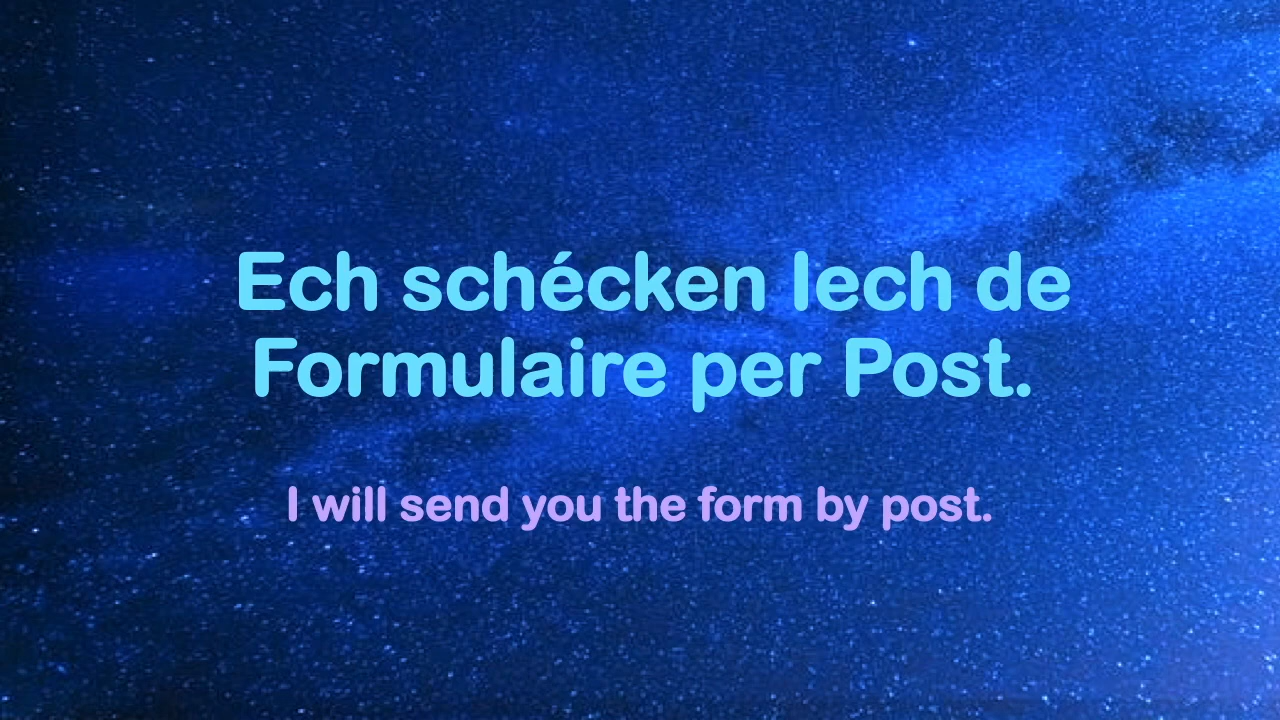 Ech schécken Iech de
Formulaire per Post.
I will send you the form by post.